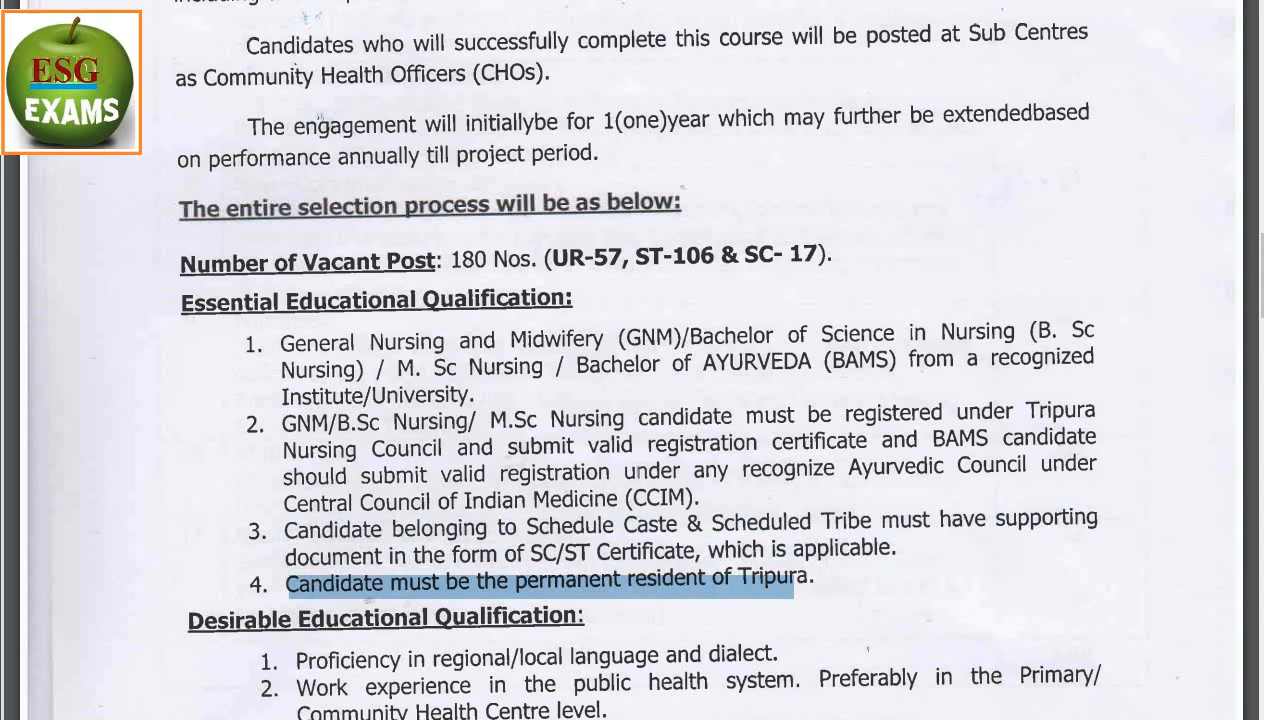 ESG
EXAMS
Candidates who will successfully complete this course will be posted at Sub Centres
as Community Health Officers (CHOs).
The engagement will initiallybe for 1(one)year which may further be extendedbased
on performance annually till project period.
The entire selection process will be as below:
Number of Vacant Post: 180 Nos. (UR-57, ST-106 & SC- 17).
Essential Educational Qualification:
1. General Nursing and Midwifery (GNM)/Bachelor of Science in Nursing (B. Sc
Nursing) / M. Sc Nursing / Bachelor of AYURVEDA (BAMS) from a recognized
Institute/University.
2. GNM/B.Sc Nursing/ M.Sc Nursing candidate must be registered under Tripura
Nursing Council and submit valid registration certificate and BAMS candidate
should submit valid registration under any recognize Ayurvedic Council under
Central Council of Indian Medicine (CCIM).
3. Candidate belonging to Schedule Caste & Scheduled Tribe must have supporting
document in the form of SC/ST Certificate, which is applicable.
4. Candidate must be the permanent resident of Tripura.
Desirable Educational Qualification:
1. Proficiency in regional/local language and dialect.
2. Work experience in the public health system. Preferably in the Primary/
Community Health Centre level.